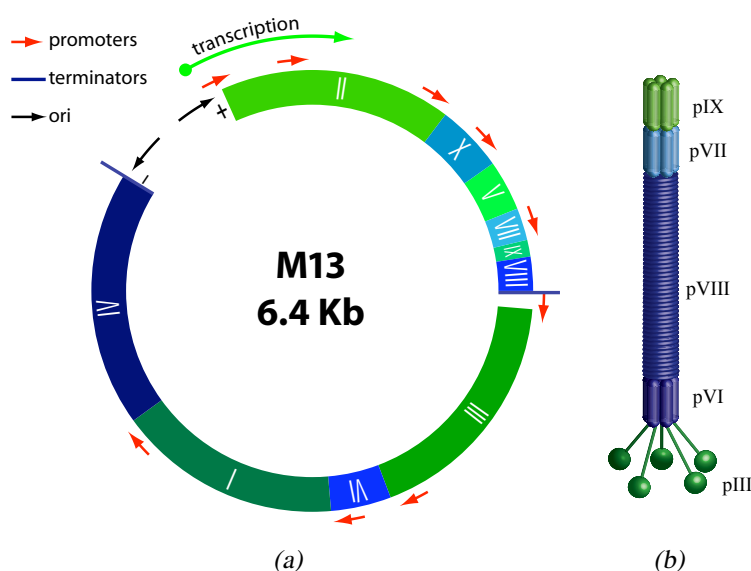 promoters
terminators
ori
transcription
+
-
II
X
V
VII
IX
VIII
III
VI
I
IV
M13
6.4 Kb
(a)
pIX
pVII
pVIII
pVI
pIII
(b)